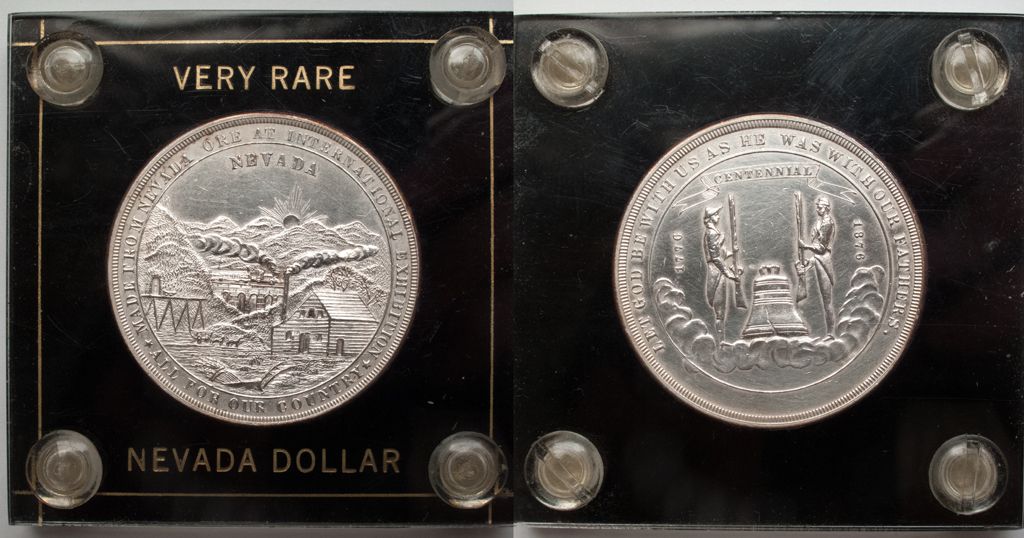 VERY RARE
MADE FROM NEVADA ORE AT INTERNATIONAL EXHIBITION
NEVADA
★ ALL FOR OUR COUNTRY ★
NEVADA DOLLAR
LET GOD BE WITH US AS HE WAS WITH OUR FATHERS.
CENTENNIAL
1776
1876